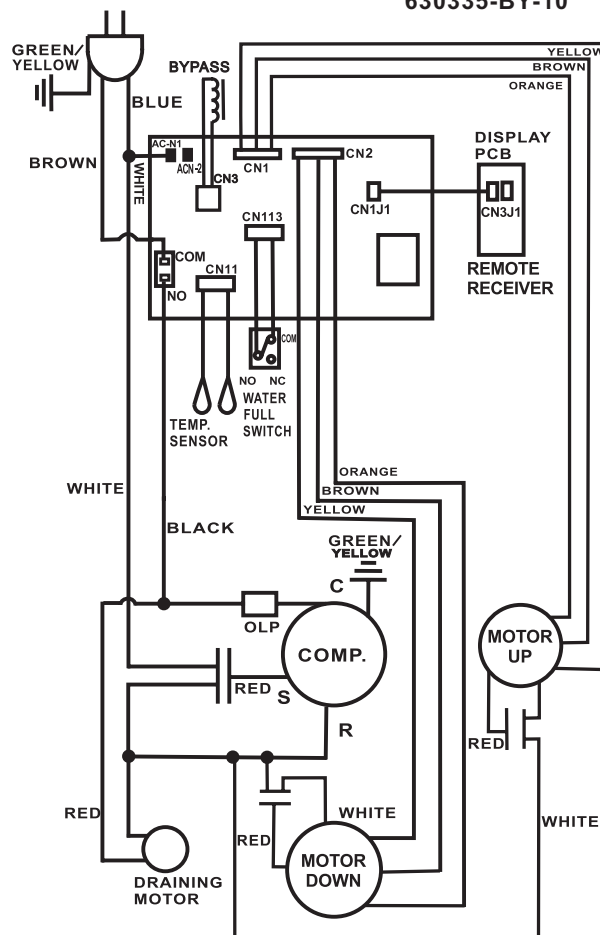 630335-BY-10
GREEN/
YELLOW
BYPASS
YELLOW
BROWN
ORANGE
BLUE
AC-N1
ACN-2
BROWN
WHITE
CN3
CN1
CN2
DISPLAY
PCB
CN1J1
CN3J1
CN113
COM
NO
CN11
REMOTE
RECEIVER
COM
NO NC
WATER
FULL
SWITCH
TEMP.
SENSOR
ORANGE
BROWN
YELLOW
WHITE
BLACK
GREEN/
YELLOW
C
OLP
COMP.
MOTOR
UP
RED
S
R
RED
RED
WHITE
WHITE
RED
MOTOR
DOWN
DRAINING
MOTOR